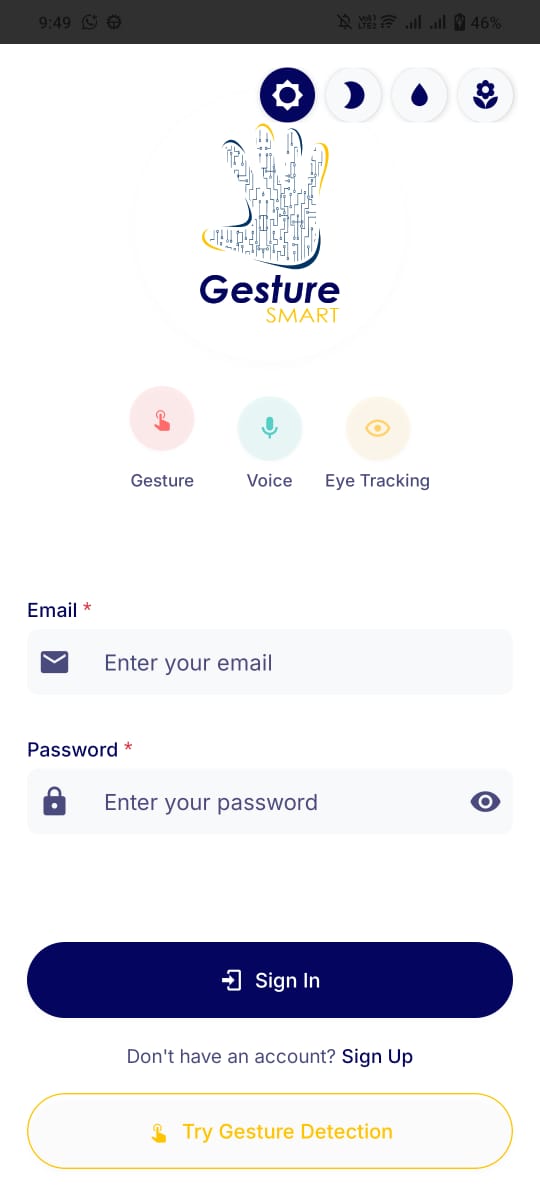 9:49 46%
Gesture
SMART
Gesture Voice Eye Tracking
Email *
Enter your email
Password *
Enter your password
Sign In
Don't have an account? Sign Up
Try Gesture Detection